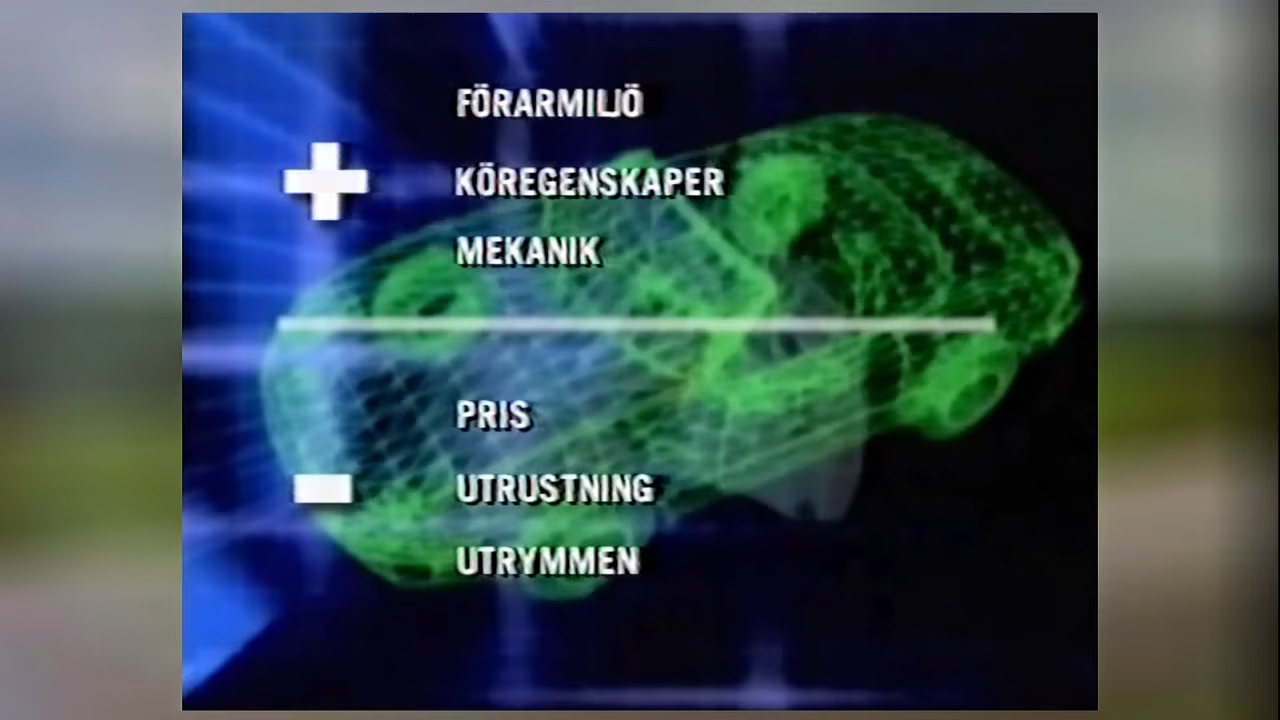 FÖRARMILJÖ
+ KÖREGENSKAPER
MEKANIK
PRIS
- UTRUSTNING
UTRYMMEN